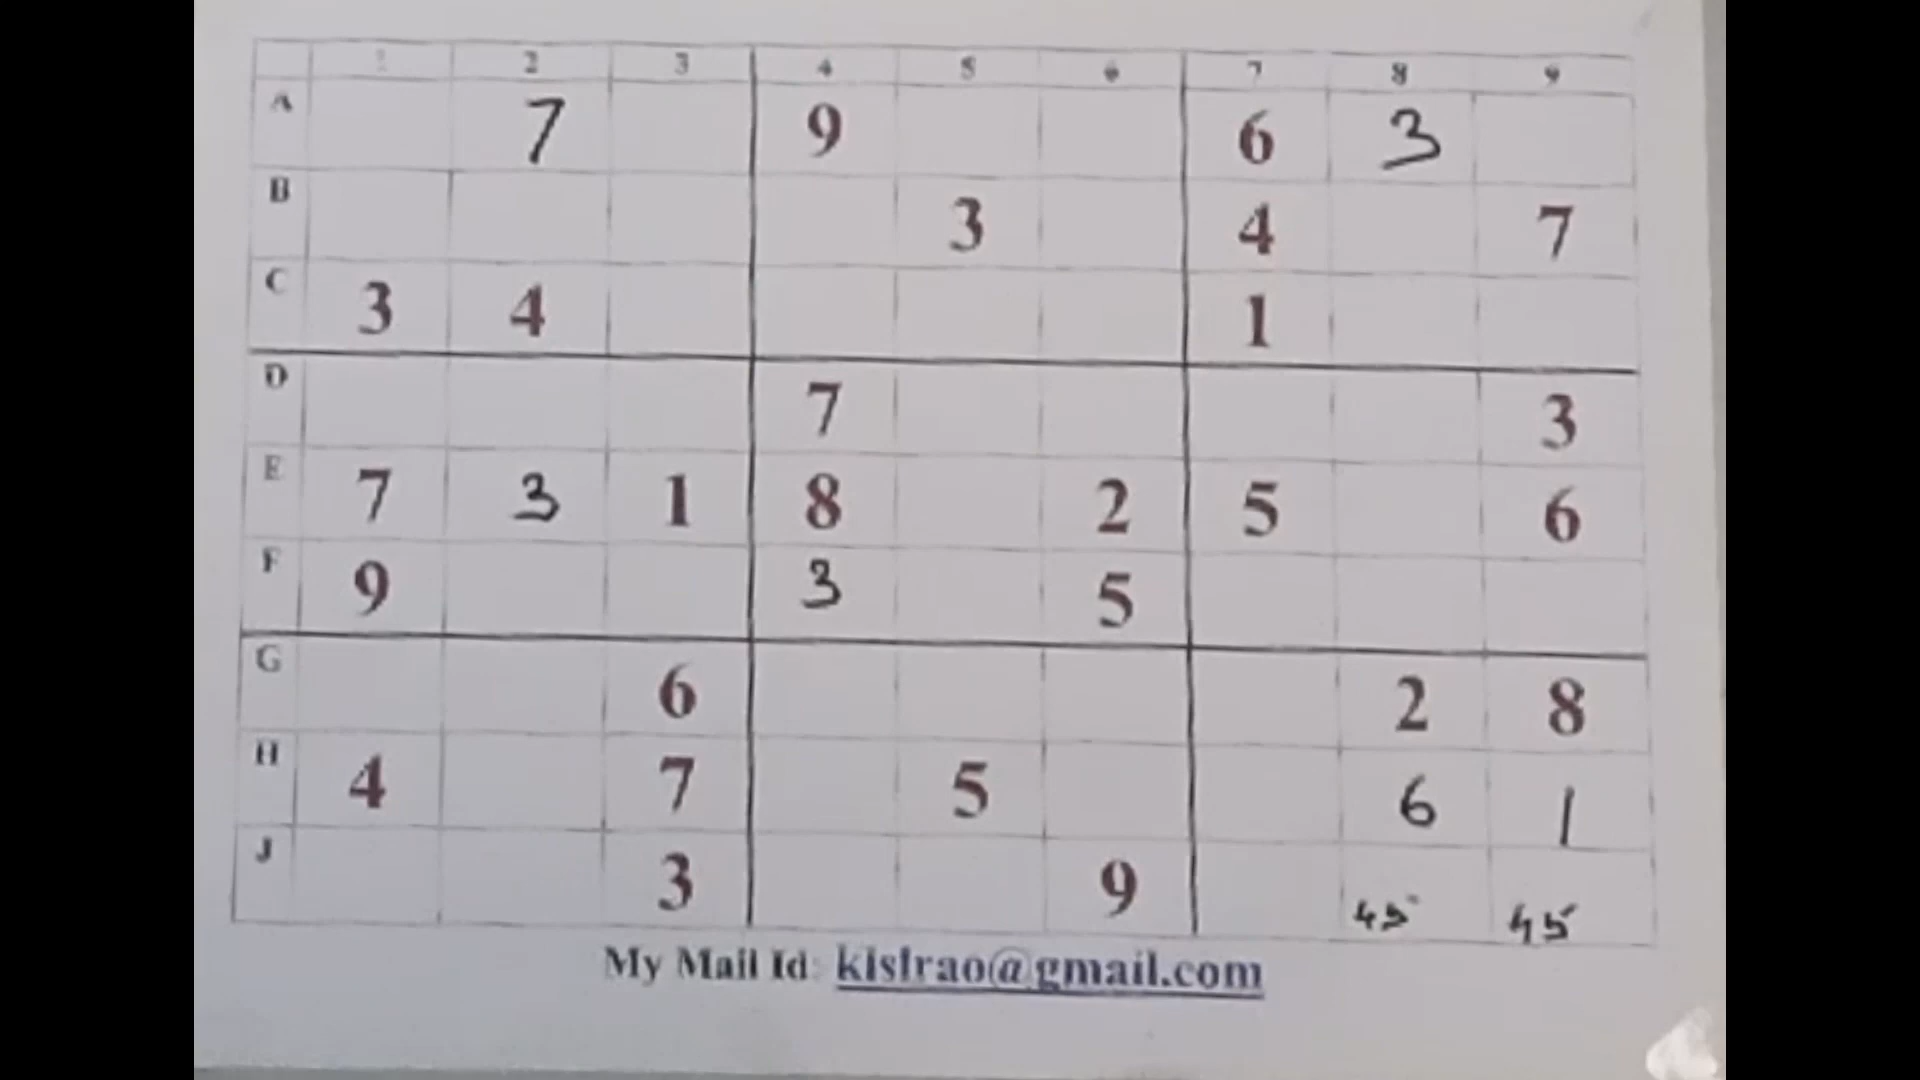 1 2 3 4 5 6 7 8 9
A 7 9 6 3
B 3 4 7
C 3 4 1
D 7 3
E 7 3 1 8 2 5 6
F 9 3 5
G 6 2 8
H 4 7 5 6 1
J 3 9 45 45
My Mail Id: kislrao@gmail.com